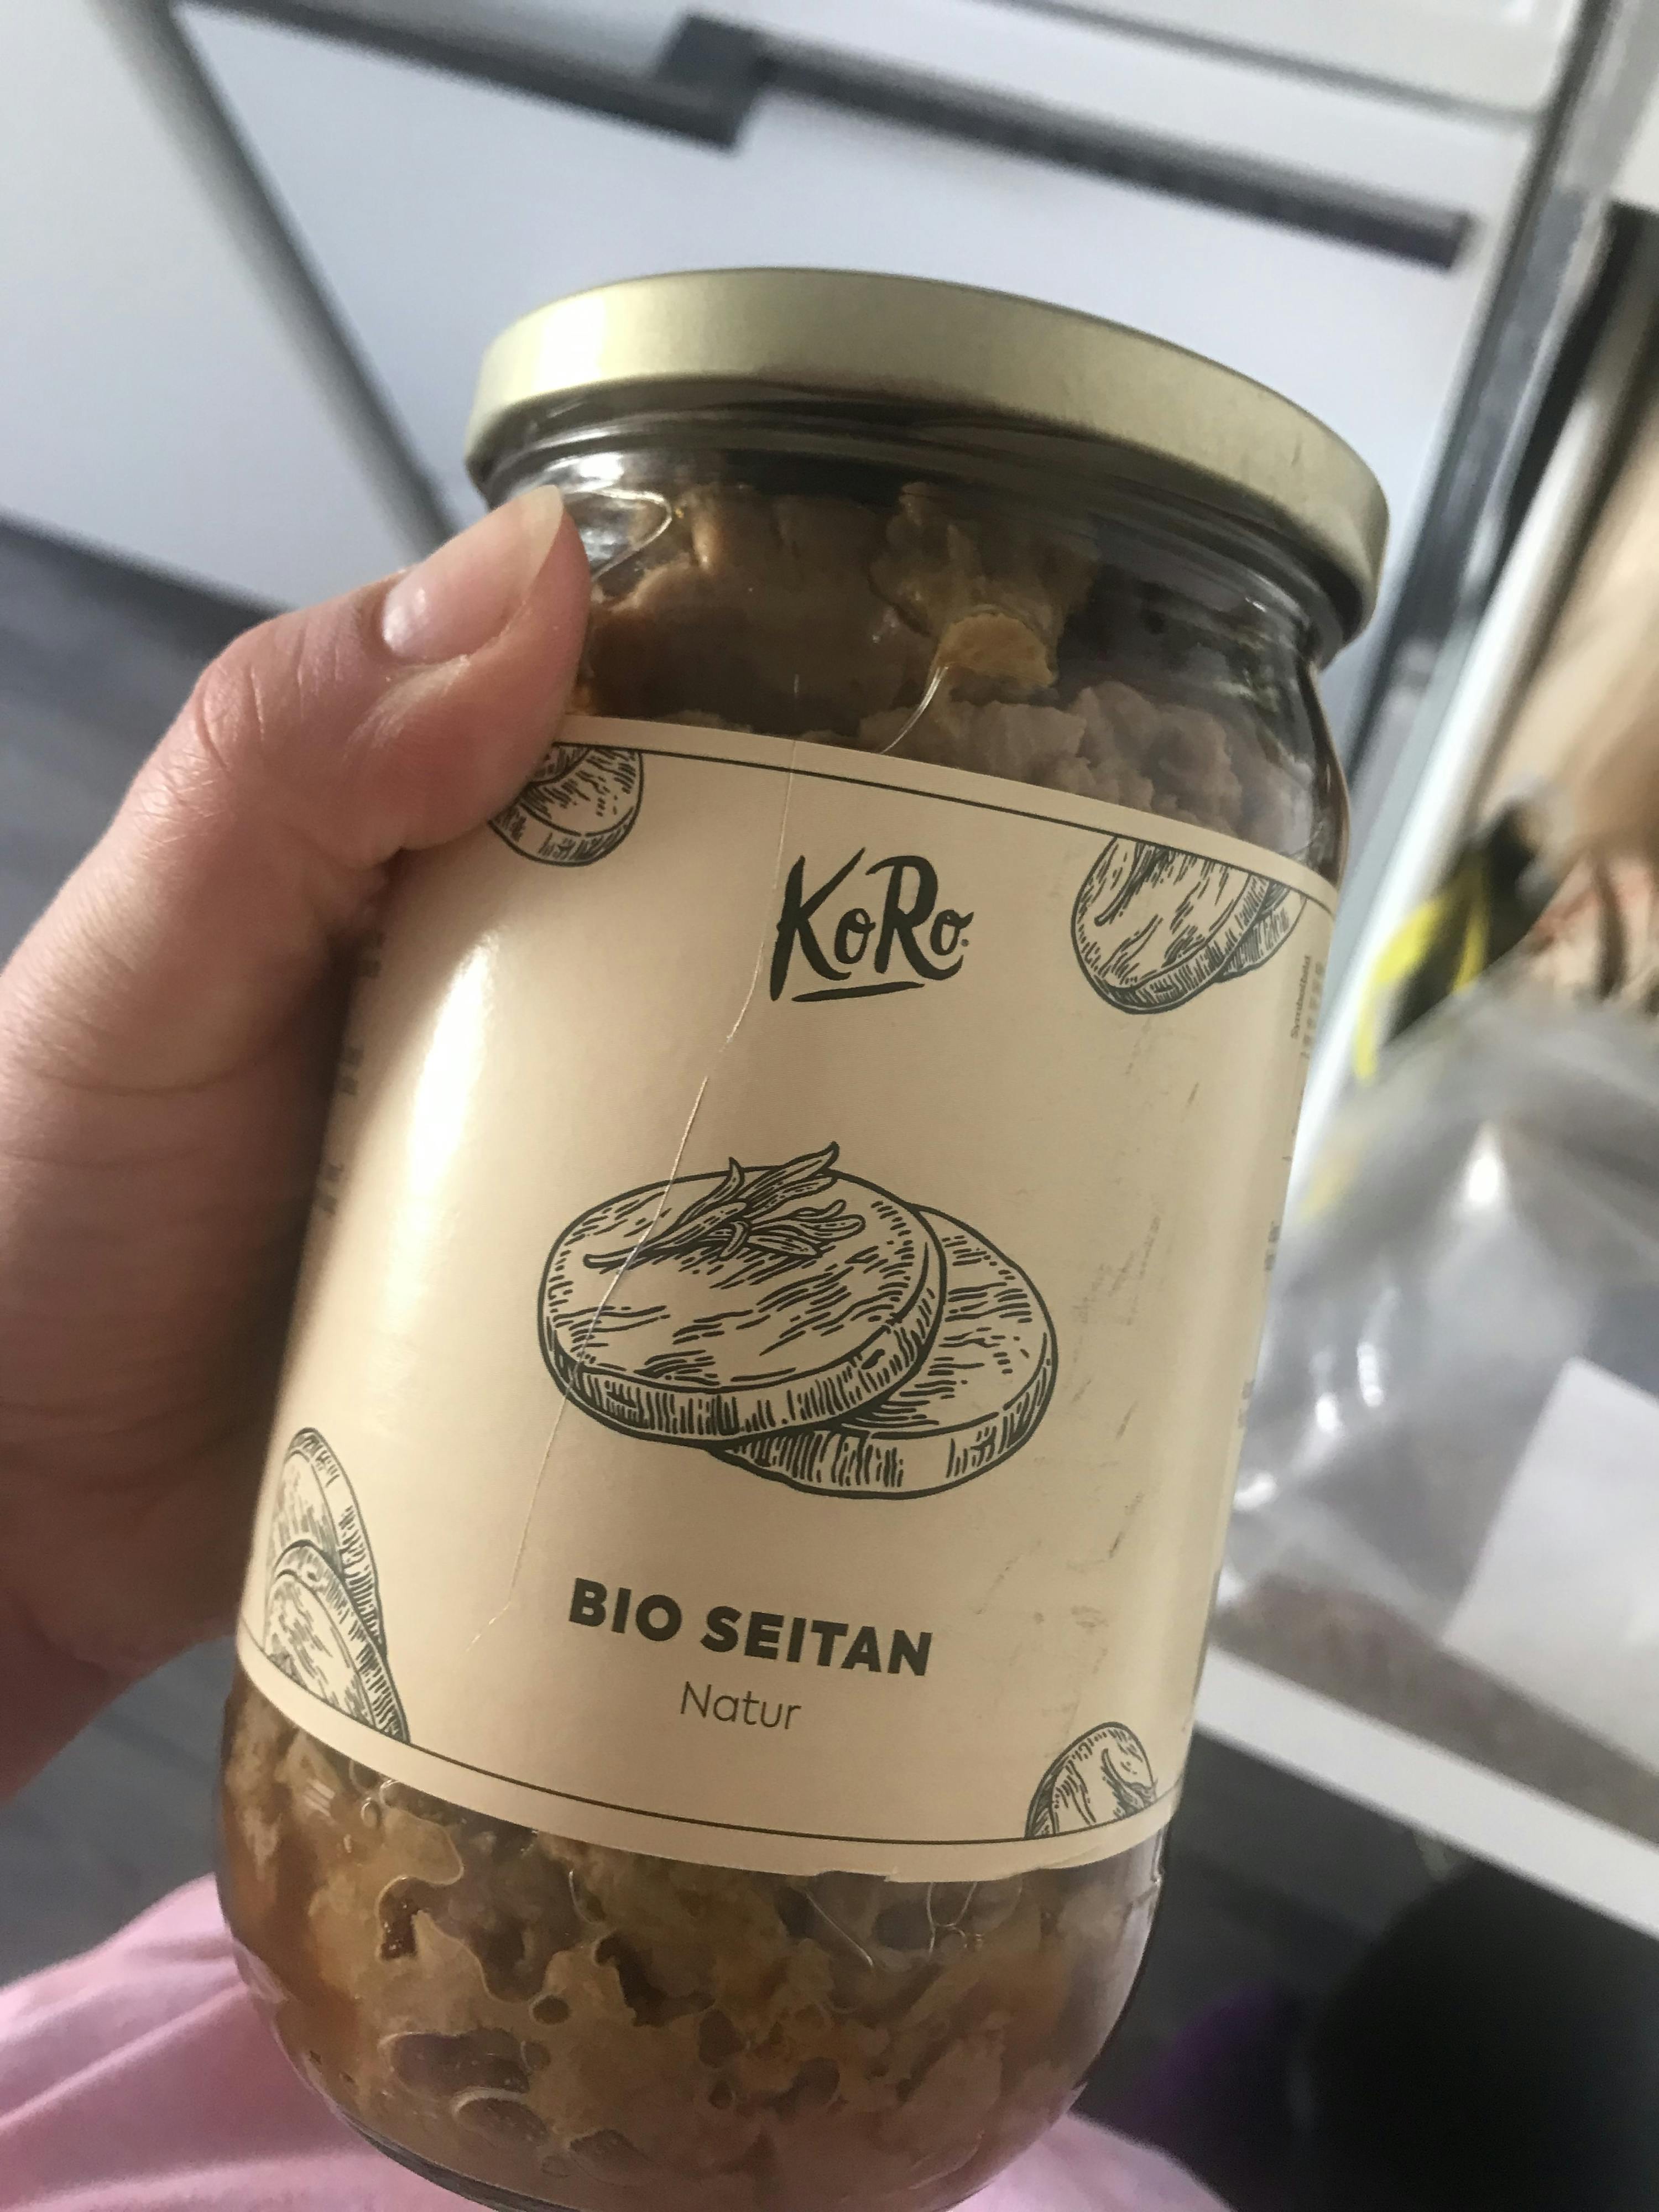 KoRo
BIO SEITAN
Natur